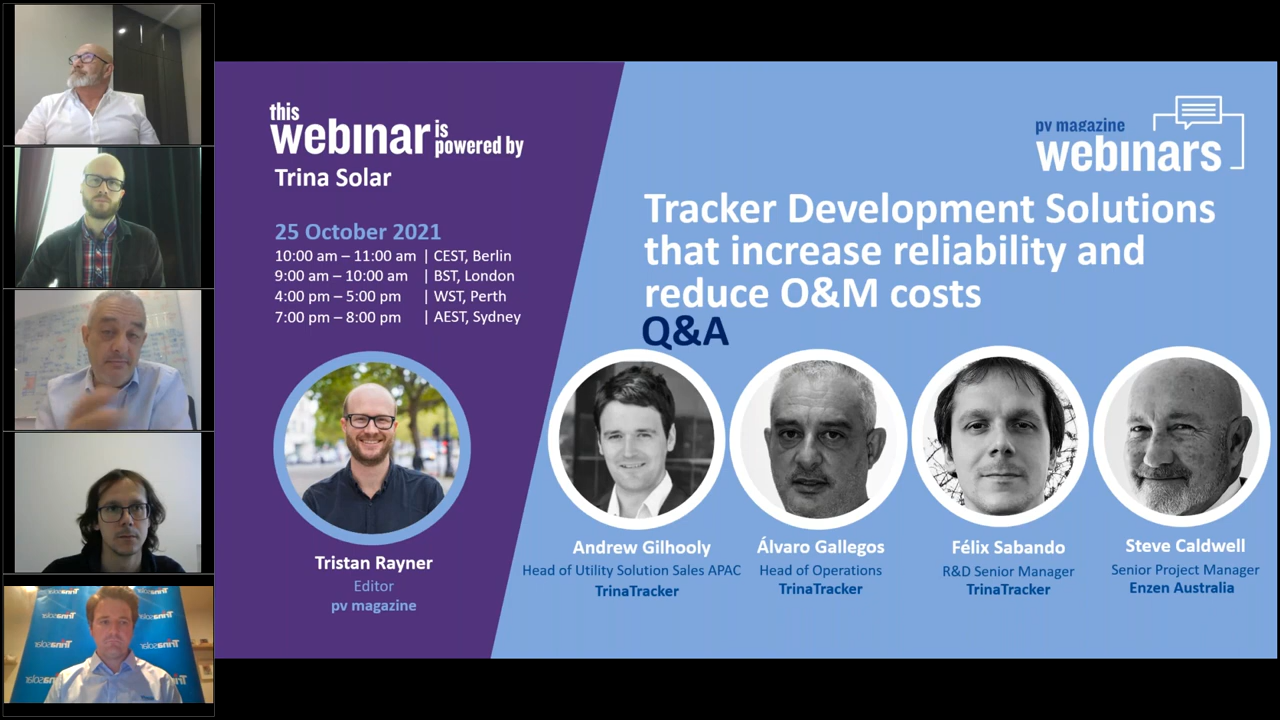 this
webinar is
powered by
Trina Solar
25 October 2021
10:00 am – 11:00 am | CEST, Berlin
9:00 am – 10:00 am | BST, London
4:00 pm – 5:00 pm | WST, Perth
7:00 pm – 8:00 pm | AEST, Sydney
pv magazine
webinars
Tracker Development Solutions
that increase reliability and
reduce O&M costs
Q&A
Tristan Rayner
Editor
pv magazine
Andrew Gilhooly
Head of Utility Solution Sales APAC
TrinaTracker
Álvaro Gallegos
Head of Operations
TrinaTracker
Félix Sabando
R&D Senior Manager
TrinaTracker
Steve Caldwell
Senior Project Manager
Enzen Australia
Trinasolar
Trinasolar
Trinasolar
Trinasolar